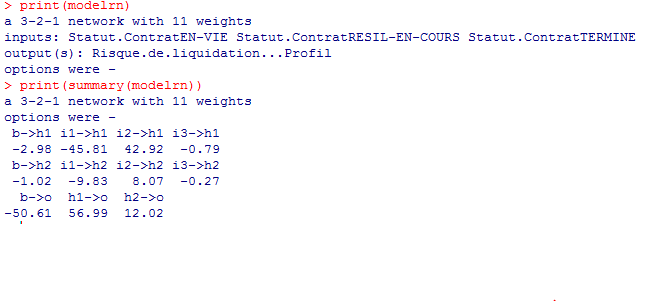 > print(modelrn)
a 3-2-1 network with 11 weights
inputs: Statut.ContratEN-VIE Statut.ContratRESIL-EN-COURS Statut.ContratTERMINE
output(s): Risque.de.liquidation...Profil
options were -
> print(summary(modelrn))
a 3-2-1 network with 11 weights
options were -
b->h1 i1->h1 i2->h1 i3->h1
-2.98 -45.81 42.92 -0.79
b->h2 i1->h2 i2->h2 i3->h2
-1.02 -9.83 8.07 -0.27
b->o h1->o h2->o
-50.61 56.99 12.02